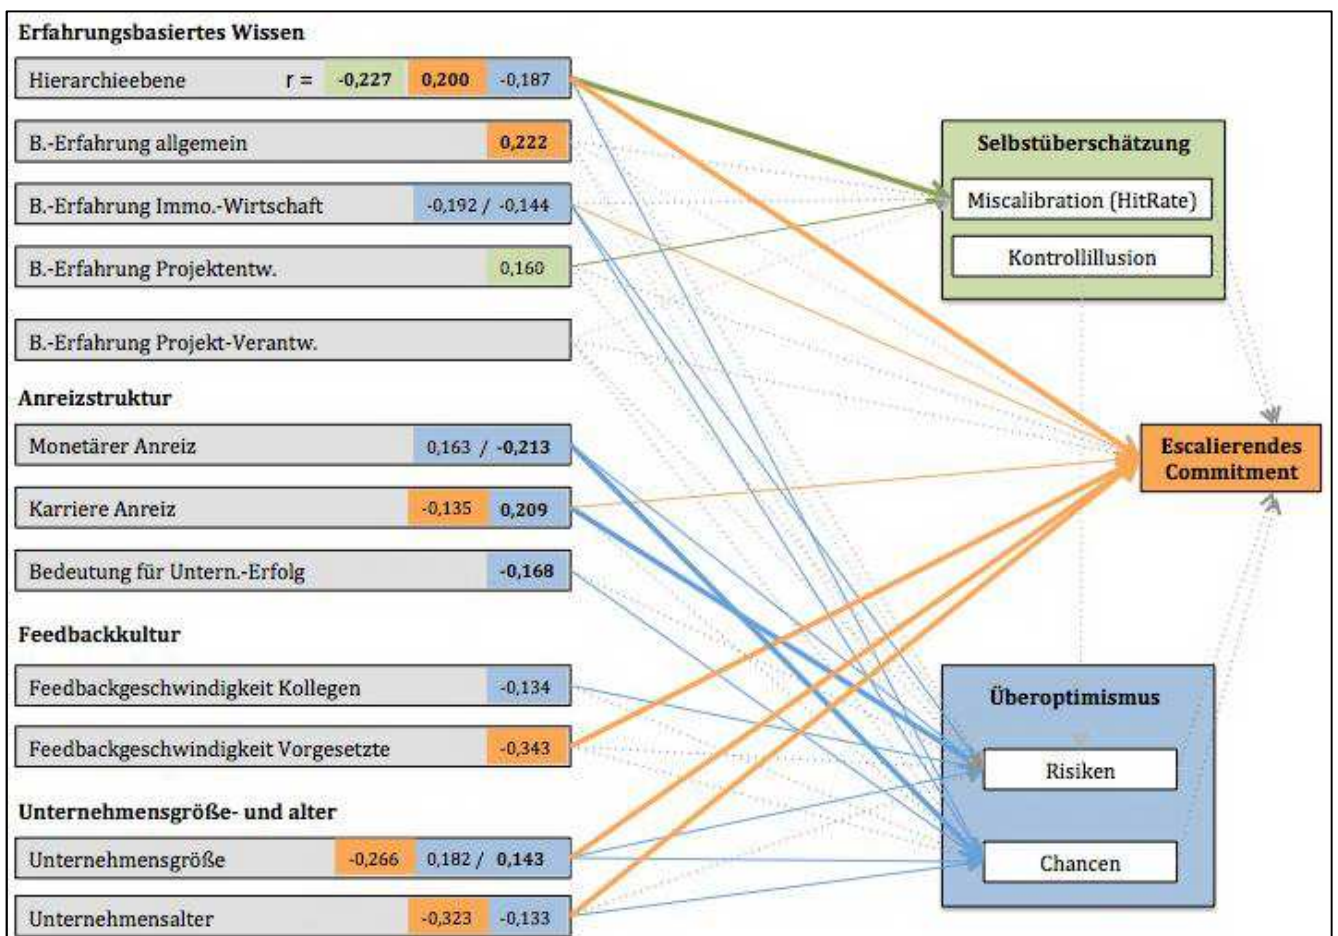 Erfahrungsbasiertes Wissen
Hierarchieebene r = -0,227 0,200 -0,187
B.-Erfahrung allgemein 0,222
B.-Erfahrung Immo.-Wirtschaft -0,192 / -0,144
B.-Erfahrung Projektentw. 0,160
B.-Erfahrung Projekt-Verantw.
Anreizstruktur
Monetärer Anreiz 0,163 / -0,213
Karriere Anreiz -0,135 0,209
Bedeutung für Untern.-Erfolg -0,168
Feedbackkultur
Feedbackgeschwindigkeit Kollegen -0,134
Feedbackgeschwindigkeit Vorgesetzte -0,343
Unternehmensgröße- und alter
Unternehmensgröße -0,266 0,182 / 0,143
Unternehmensalter -0,323 -0,133
Selbstüberschätzung
Miscalibration (HitRate)
Kontrollillusion
Escalierendes
Commitment
Überoptimismus
Risiken
Chancen